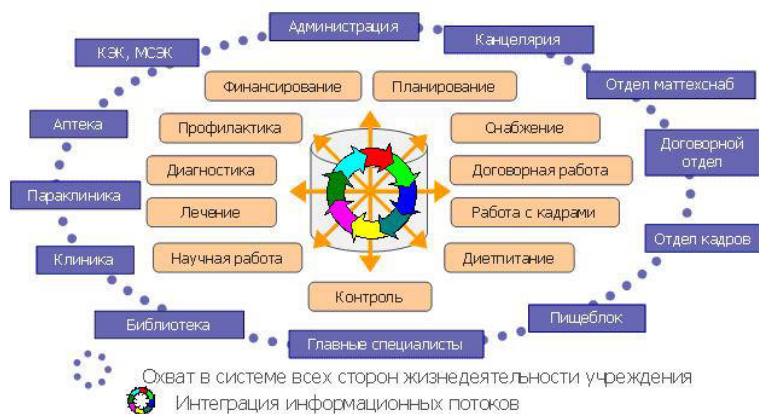 Администрация
КЭК, МСЭК
Канцелярия
Финансирование
Планирование
Отдел маттехснаб
Аптека
Профилактика
Снабжение
Договорной
отдел
Диагностика
Договорная работа
Параклиника
Лечение
Работа с кадрами
Отдел кадров
Клиника
Научная работа
Диетпитание
Контроль
Библиотека
Пищеблок
Главные специалисты
Охват в системе всех сторон жизнедеятельности учреждения
Интеграция информационных потоков